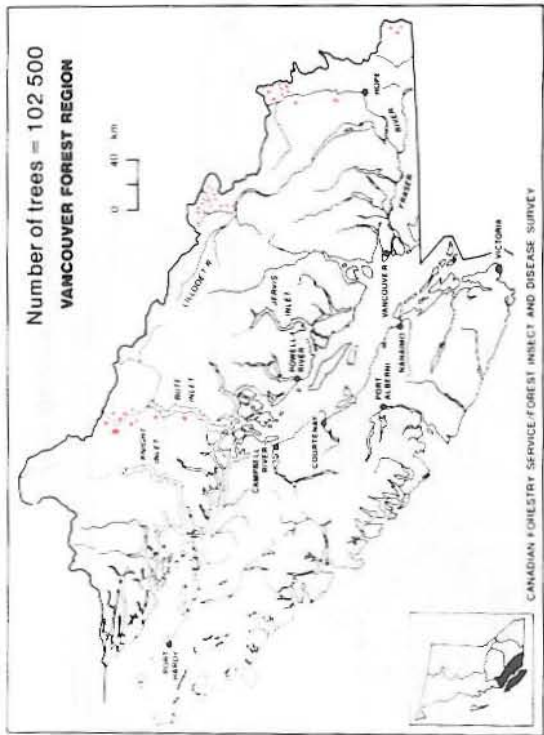 Number of trees = 102 500
VANCOUVER FOREST REGION
0 40 km
LILLOOET R.
KNIGHT
INLET
BUTE
INLET
JERVIS
INLET
POWELL
RIVER
CAMPBELL
RIVER
COURTENAY
PORT
ALBERNI
NANAIMO
VANCOUVER
FRASER
RIVER
HOPE
VICTORIA
PORT
HARDY
CANADIAN FORESTRY SERVICE/FOREST INSECT AND DISEASE SURVEY